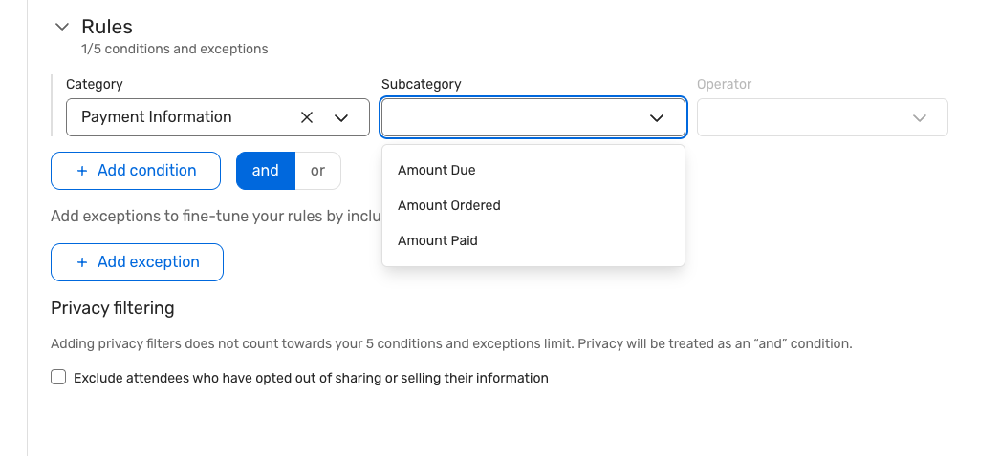 Rules
1/5 conditions and exceptions
Category Subcategory Operator
Payment Information
Amount Due
+ Add condition and or
Amount Ordered
Add exceptions to fine-tune your rules by inclu
Amount Paid
+ Add exception
Privacy filtering
Adding privacy filters does not count towards your 5 conditions and exceptions limit. Privacy will be treated as an “and” condition.
Exclude attendees who have opted out of sharing or selling their information